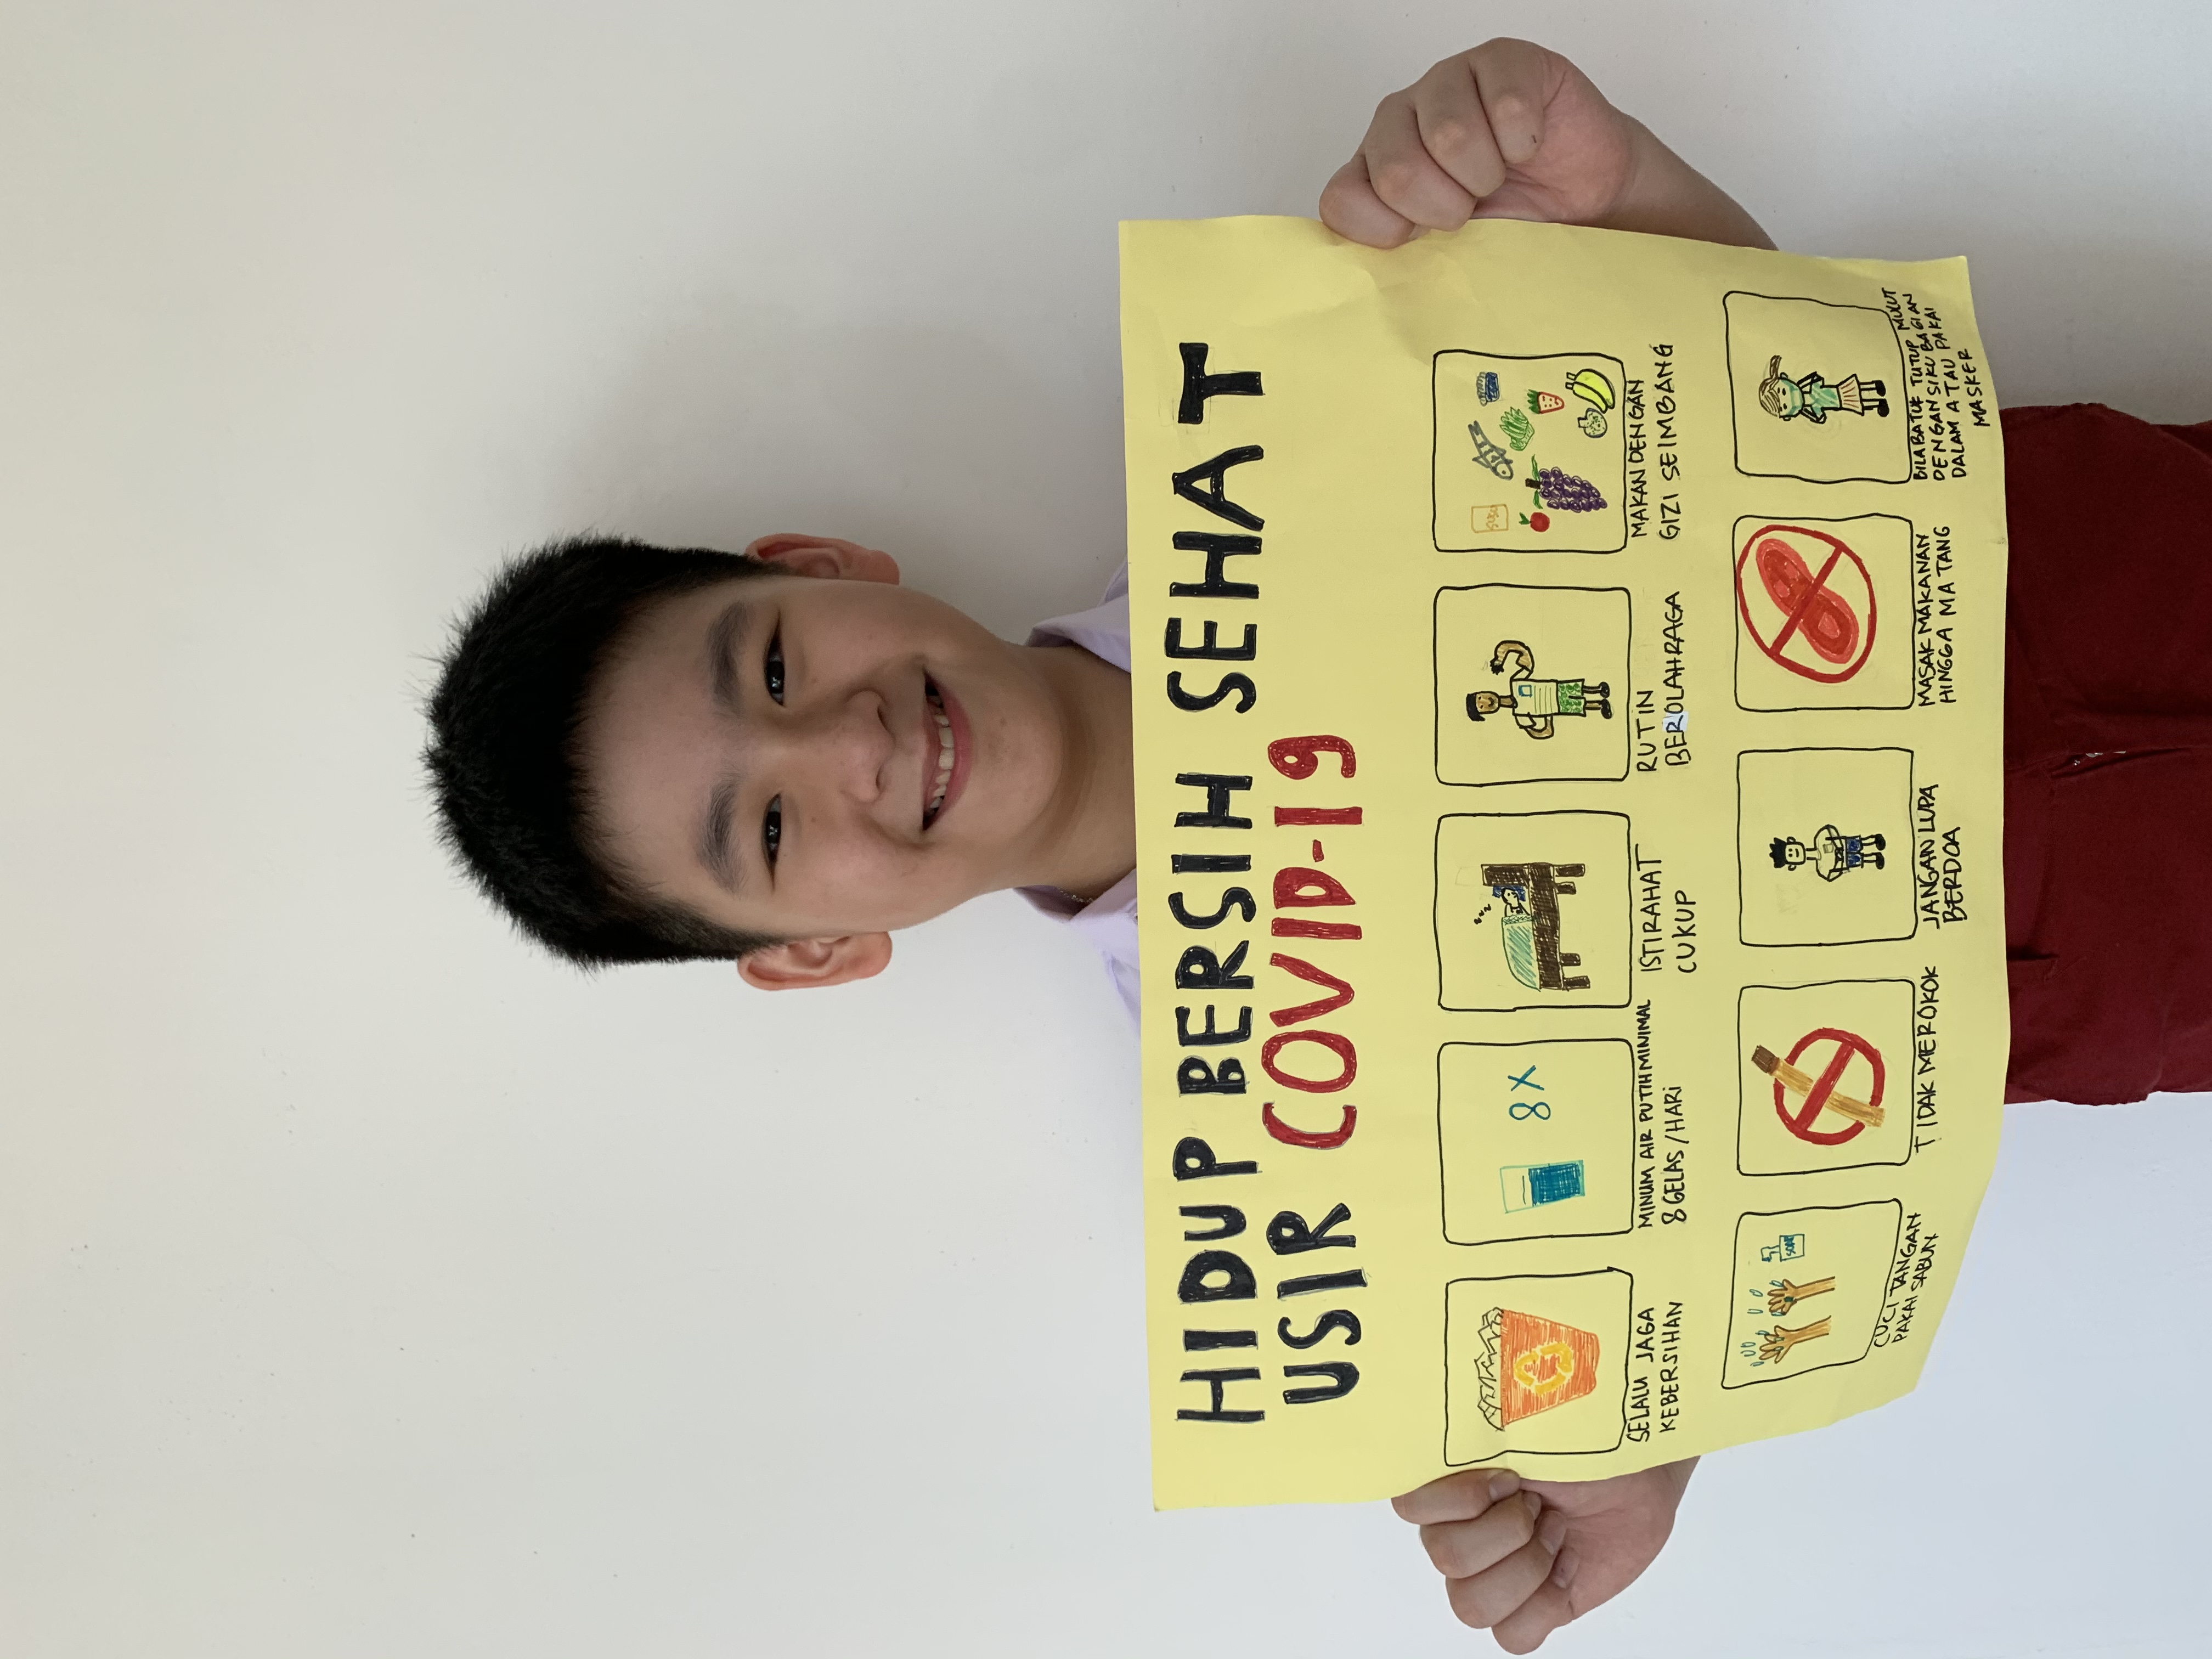 HIDUP BERSIH SEHAT
USIR COVID-19
8X
SUSU
SELALU JAGA
KEBERSIHAN
MINUM AIR PUTIH MINIMAL
8 GELAS/HARI
ISTIRAHAT
CUKUP
RUTIN
BEROLAHRAGA
MAKAN DENGAN
GIZI SEIMBANG
CUCI TANGAN
PAKAI SABUN
TIDAK MEROKOK
JANGAN LUPA
BERDOA
MASAK MAKANAN
HINGGA MATANG
BILA BATUK TUTUP MULUT
DENGAN SIKU BAGIAN
DALAM ATAU PAKAI
MASKER